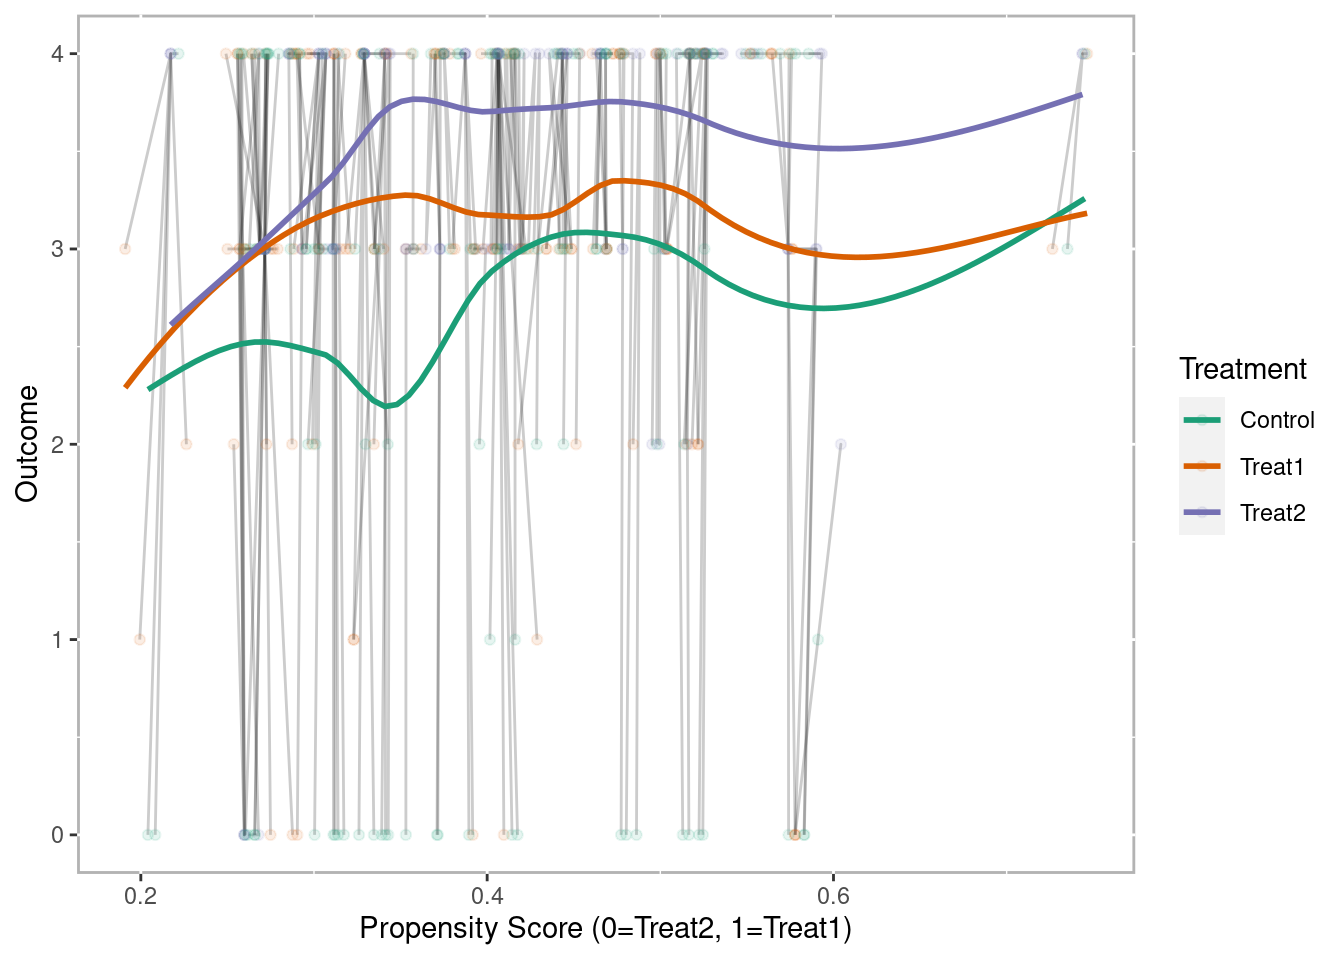 4
3
2
1
0
Outcome
0.2
0.4
0.6
Propensity Score (0=Treat2, 1=Treat1)
Treatment
Control
Treat1
Treat2